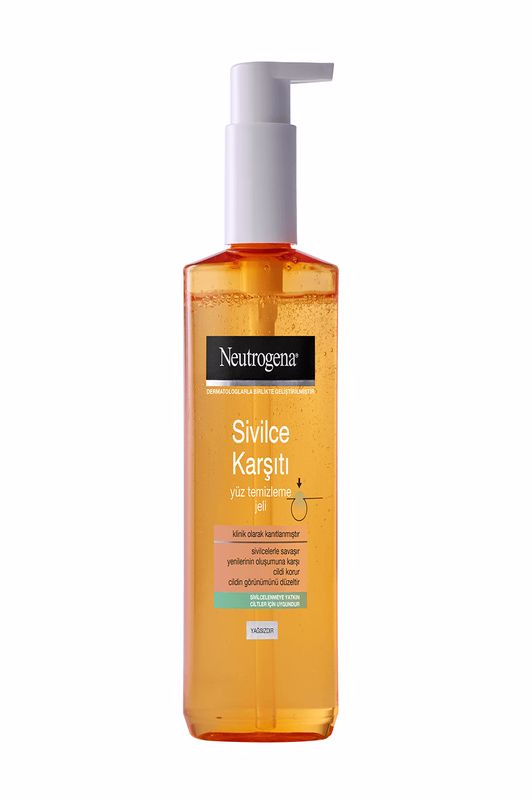 Neutrogena®
DERMATOLOGLARLA BİRLİKTE GELİŞTİRİLMİŞTİR
Sivilce
Karşıtı
yüz temizleme
jeli
klinik olarak kanıtlanmıştır
sivilcelerle savaşır
yenilerinin oluşumuna karşı
cildi korur
cildin görünümünü düzeltir
SİVİLCELENMEYE YATKIN
CİLTLER İÇİN UYGUNDUR
YAĞSIZDIR